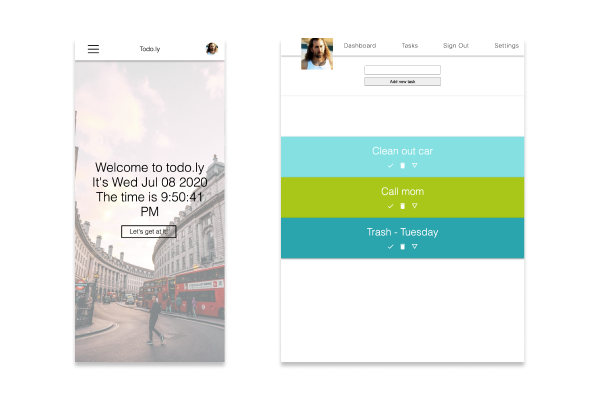 Todo.ly
Welcome to todo.ly
It's Wed Jul 08 2020
The time is 9:50:41
PM
Let's get at it
Dashboard Tasks Sign Out Settings
Add new task
Clean out car
Call mom
Trash - Tuesday